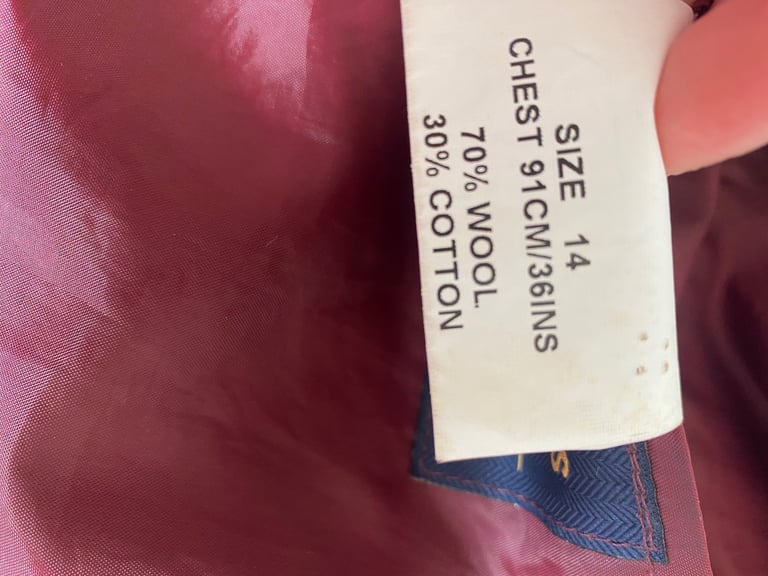 SIZE 14
CHEST 91CM/36INS
70% WOOL.
30% COTTON
S